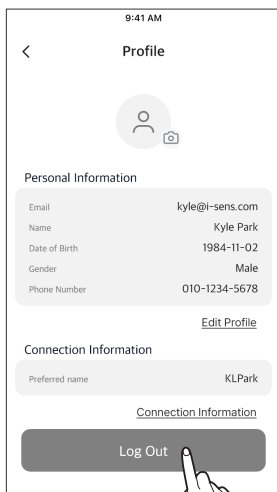 9:41 AM
Profile
Personal Information
Email kyle@i-sens.com
Name Kyle Park
Date of Birth 1984-11-02
Gender Male
Phone Number 010-1234-5678
Edit Profile
Connection Information
Preferred name KLPark
Connection Information
Log Out